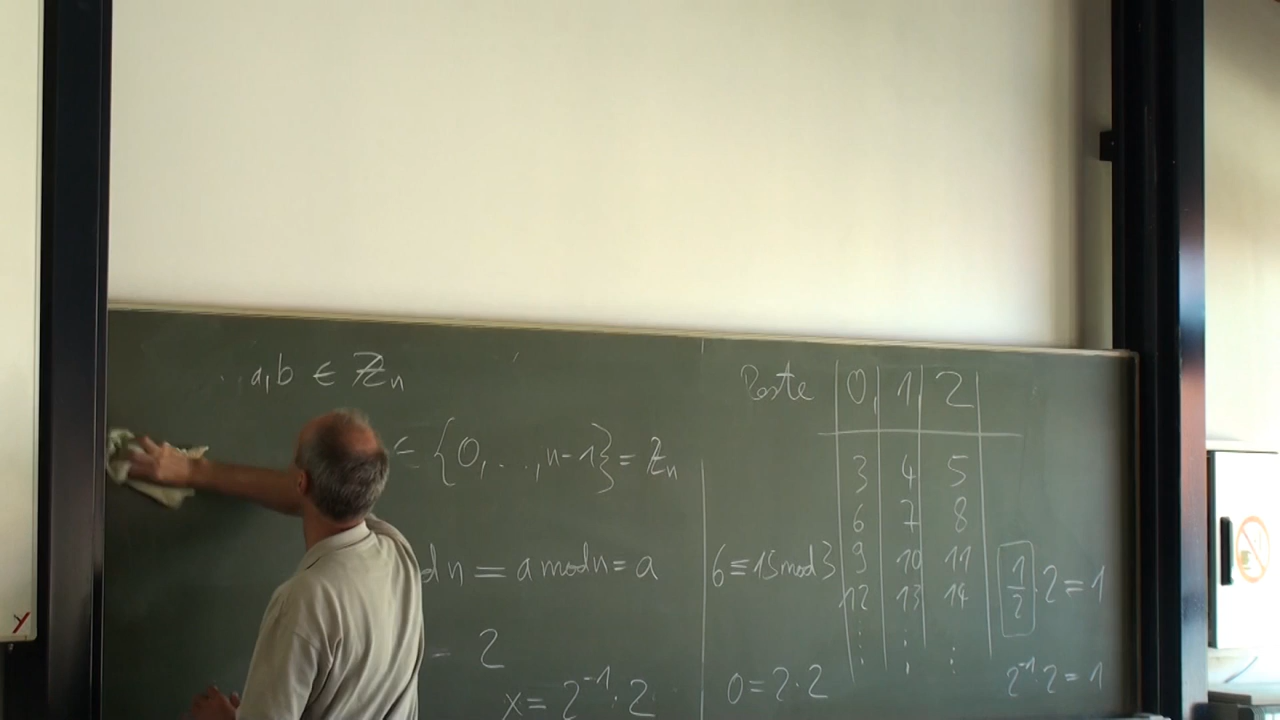 a,b ∈ ℤn
∈ {0,...,n-1} = ℤn
d n = a mod n = a
= 2
x = 2⁻¹·2
Reste | 0, | 1, | 2
3 | 4 | 5
6 | 7 | 8
6 ≡ 15 mod 3 | 9 | 10 | 11
12 | 13 | 14
⋮ | ⋮ | ⋮
0 = 2·2
1/2 · 2 = 1
2⁻¹·2 = 1
Y